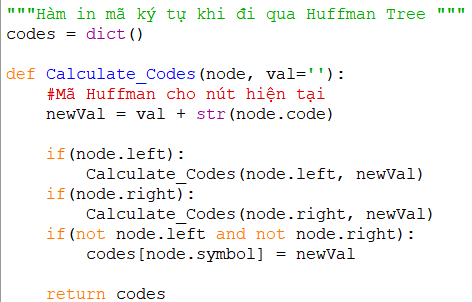 """Hàm in mã ký tự khi đi qua Huffman Tree """
codes = dict()
def Calculate_Codes(node, val=''):
#Mã Huffman cho nút hiện tại
newVal = val + str(node.code)
if(node.left):
Calculate_Codes(node.left, newVal)
if(node.right):
Calculate_Codes(node.right, newVal)
if(not node.left and not node.right):
codes[node.symbol] = newVal
return codes